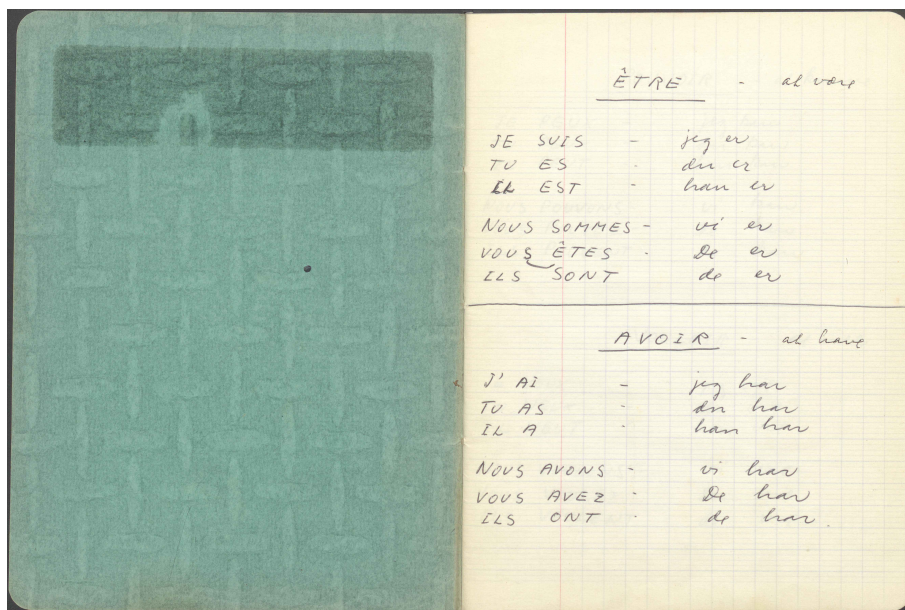 ÊTRE - at være
JE SUIS - jeg er
TU ES - du er
IL EST - han er
NOUS SOMMES - vi er
VOUS ÊTES - De er
ILS SONT - de er
AVOIR - at have
J'AI - jeg har
TU AS - du har
IL A - han har
NOUS AVONS - vi har
VOUS AVEZ - De har
ILS ONT - de har